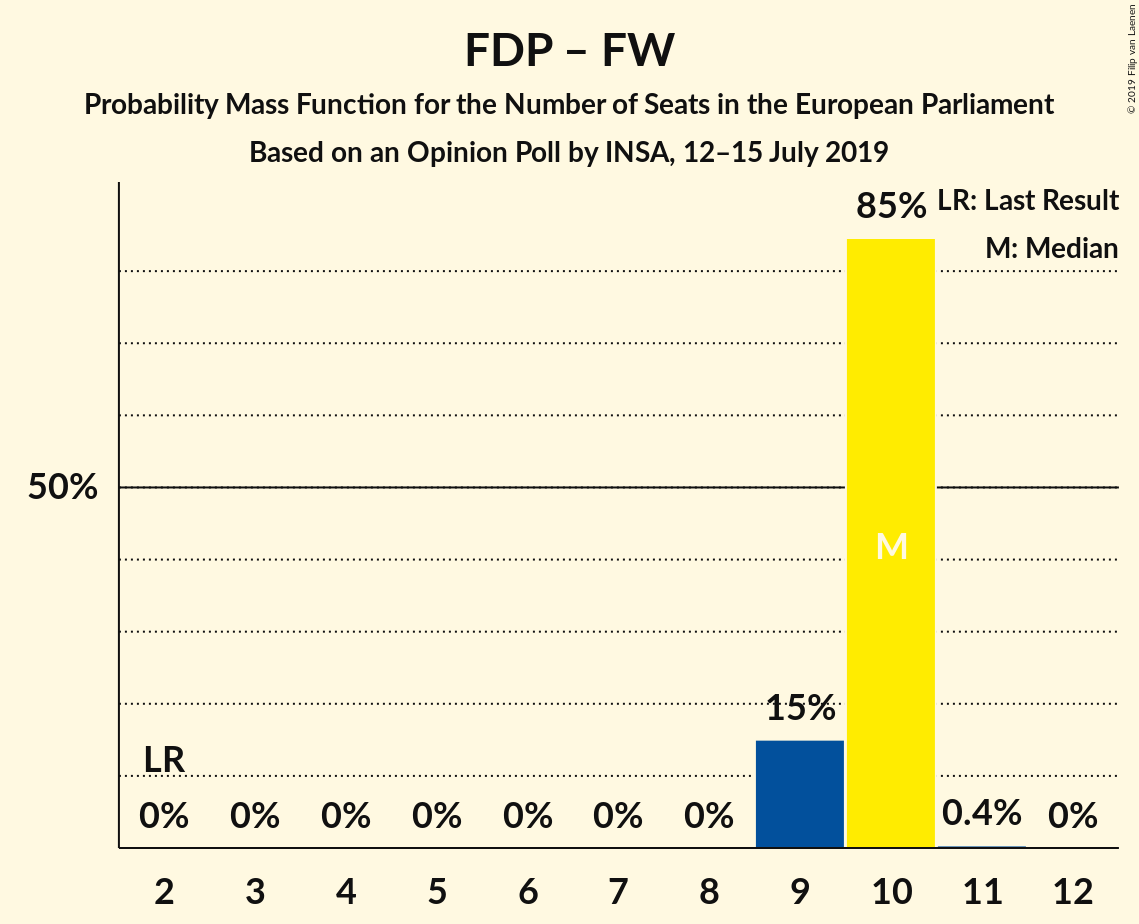 FDP – FW
Probability Mass Function for the Number of Seats in the European Parliament
Based on an Opinion Poll by INSA, 12–15 July 2019
© 2019 Filip van Laenen
LR: Last Result
M: Median
85%
50%
M
15%
LR
0% 0% 0% 0% 0% 0% 0% 0.4% 0%
2 3 4 5 6 7 8 9 10 11 12